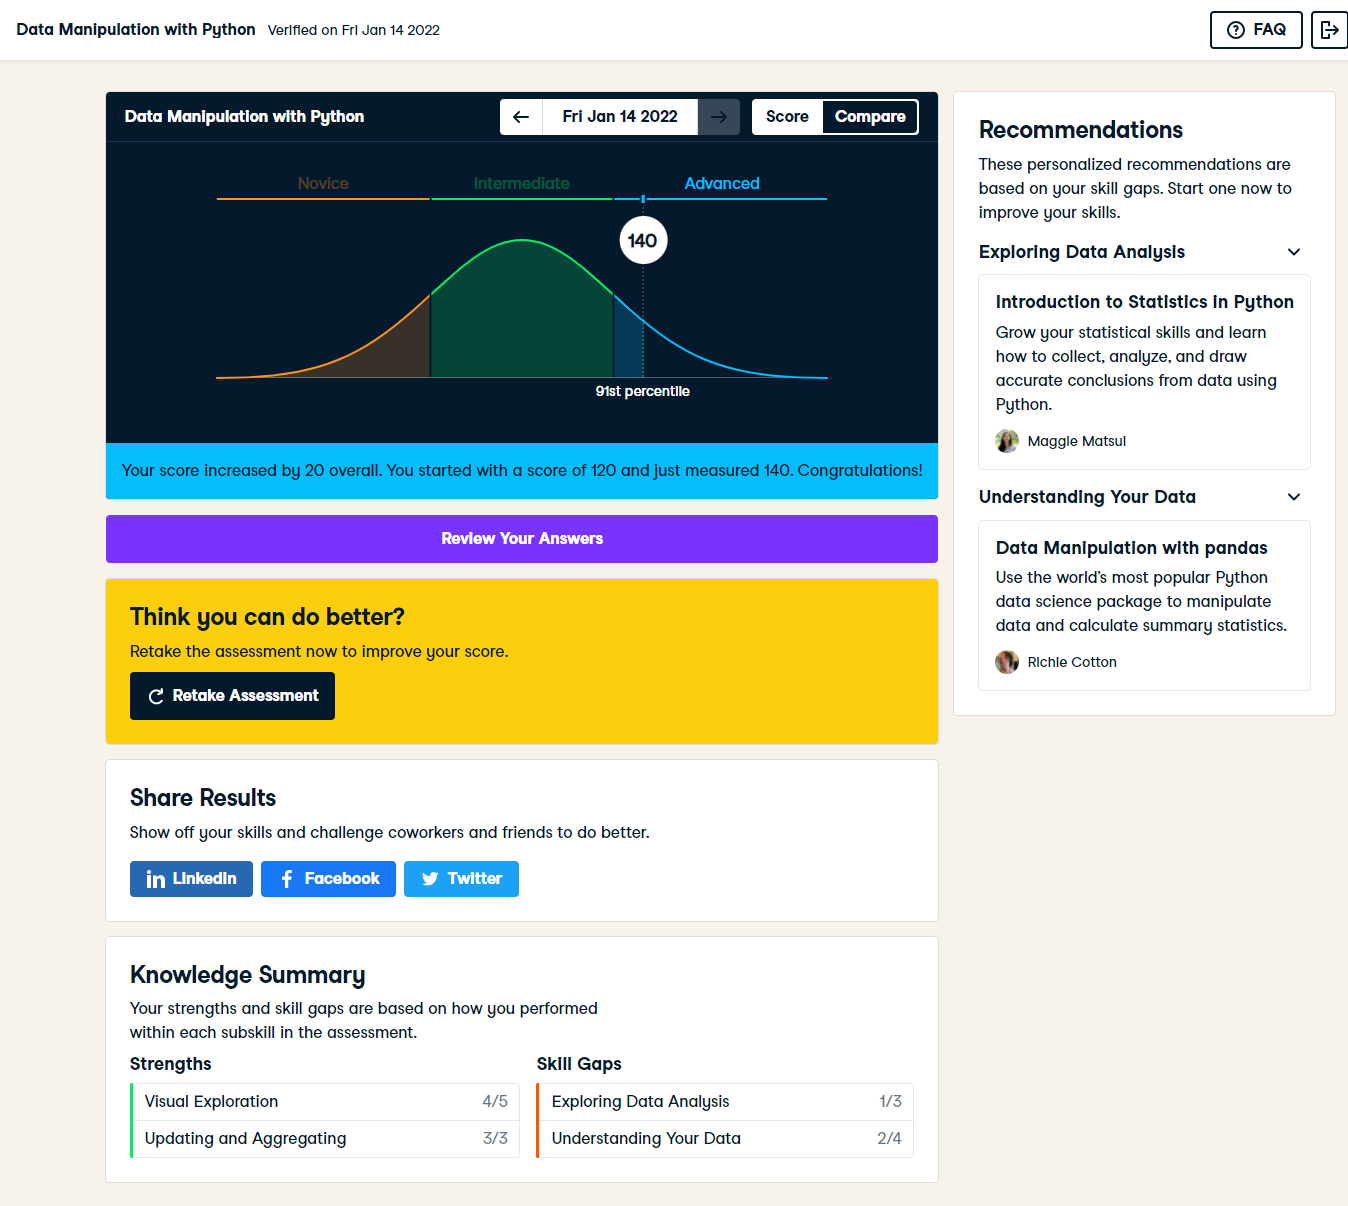 Data Manipulation with Python Verified on Fri Jan 14 2022
FAQ
Data Manipulation with Python
Fri Jan 14 2022
Score Compare
Novice Intermediate Advanced
140
91st percentile
Your score increased by 20 overall. You started with a score of 120 and just measured 140. Congratulations!
Review Your Answers
Think you can do better?
Retake the assessment now to improve your score.
Retake Assessment
Share Results
Show off your skills and challenge coworkers and friends to do better.
LinkedIn Facebook Twitter
Knowledge Summary
Your strengths and skill gaps are based on how you performed
within each subskill in the assessment.
Strengths
Visual Exploration 4/5
Updating and Aggregating 3/3
Skill Gaps
Exploring Data Analysis 1/3
Understanding Your Data 2/4
Recommendations
These personalized recommendations are
based on your skill gaps. Start one now to
improve your skills.
Exploring Data Analysis
Introduction to Statistics in Python
Grow your statistical skills and learn
how to collect, analyze, and draw
accurate conclusions from data using
Python.
Maggie Matsui
Understanding Your Data
Data Manipulation with pandas
Use the world's most popular Python
data science package to manipulate
data and calculate summary statistics.
Richie Cotton